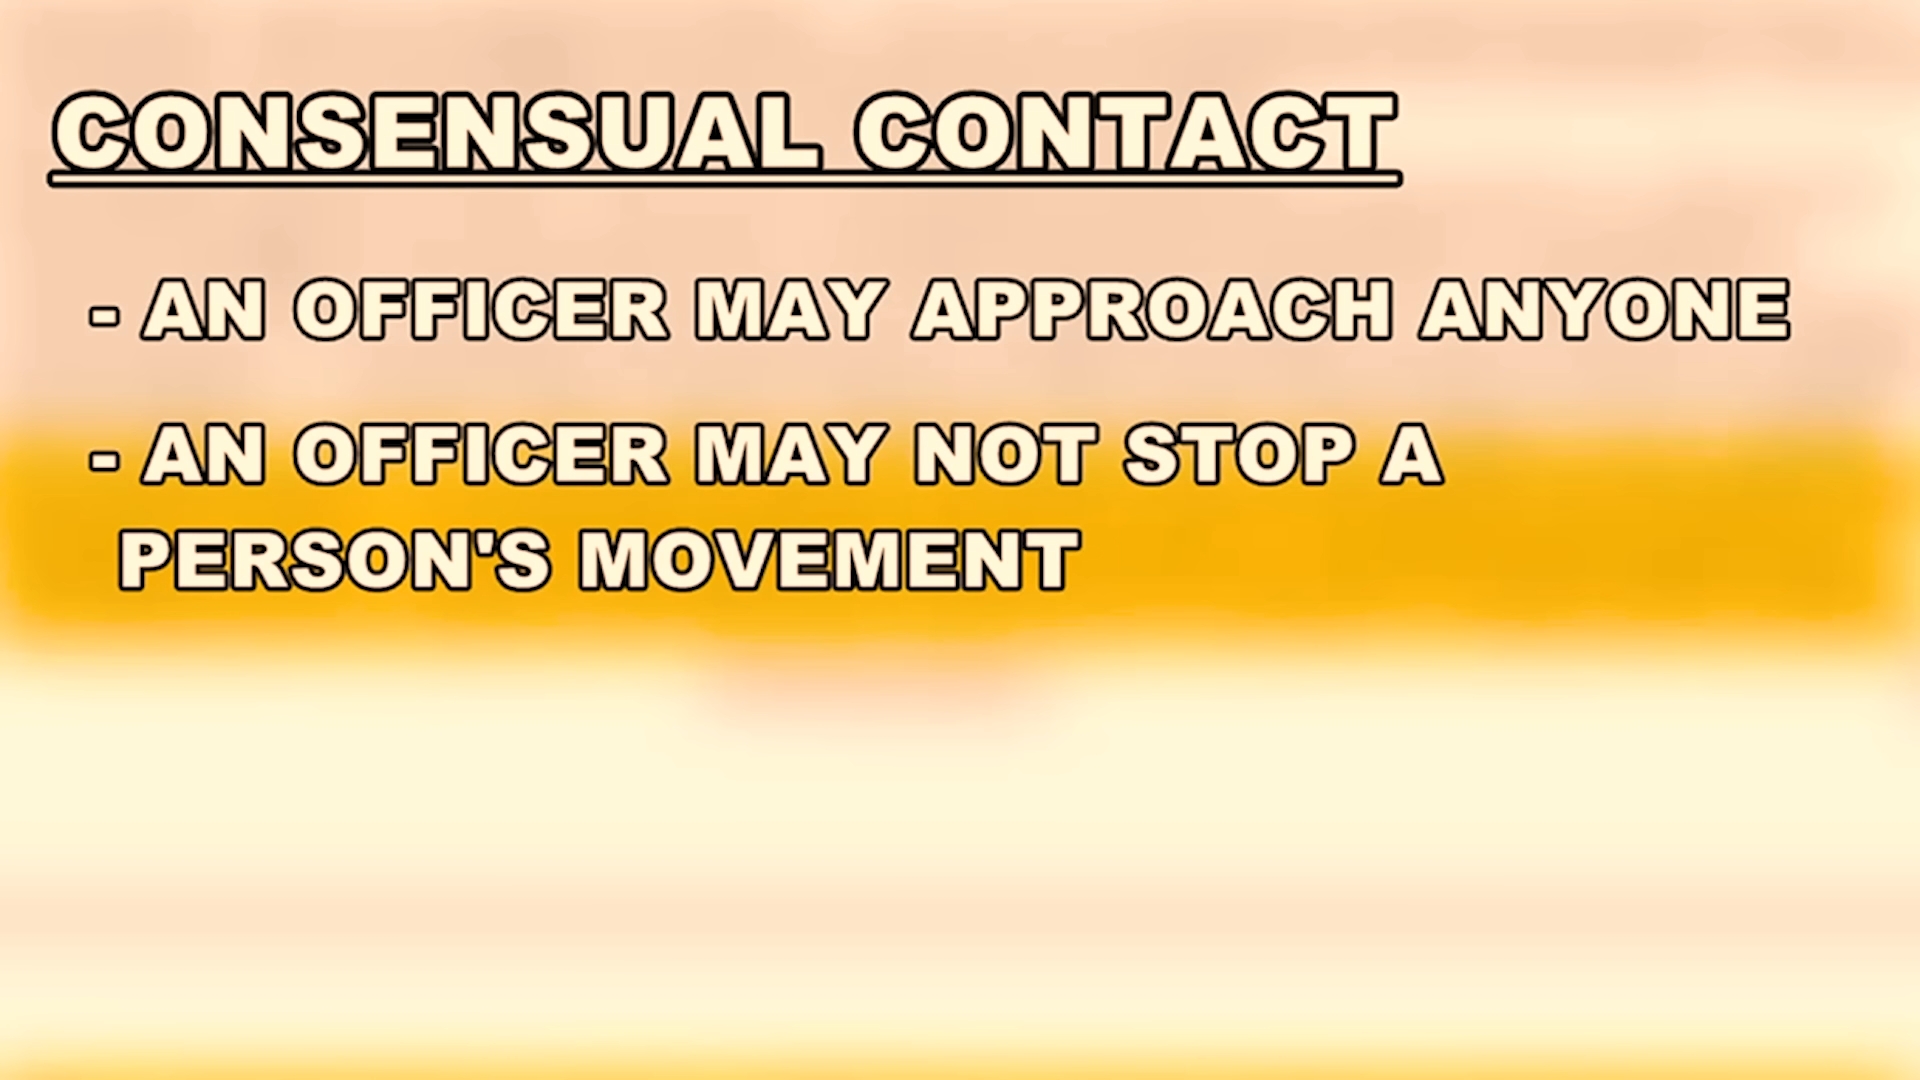 CONSENSUAL CONTACT
- AN OFFICER MAY APPROACH ANYONE
- AN OFFICER MAY NOT STOP A
PERSON'S MOVEMENT